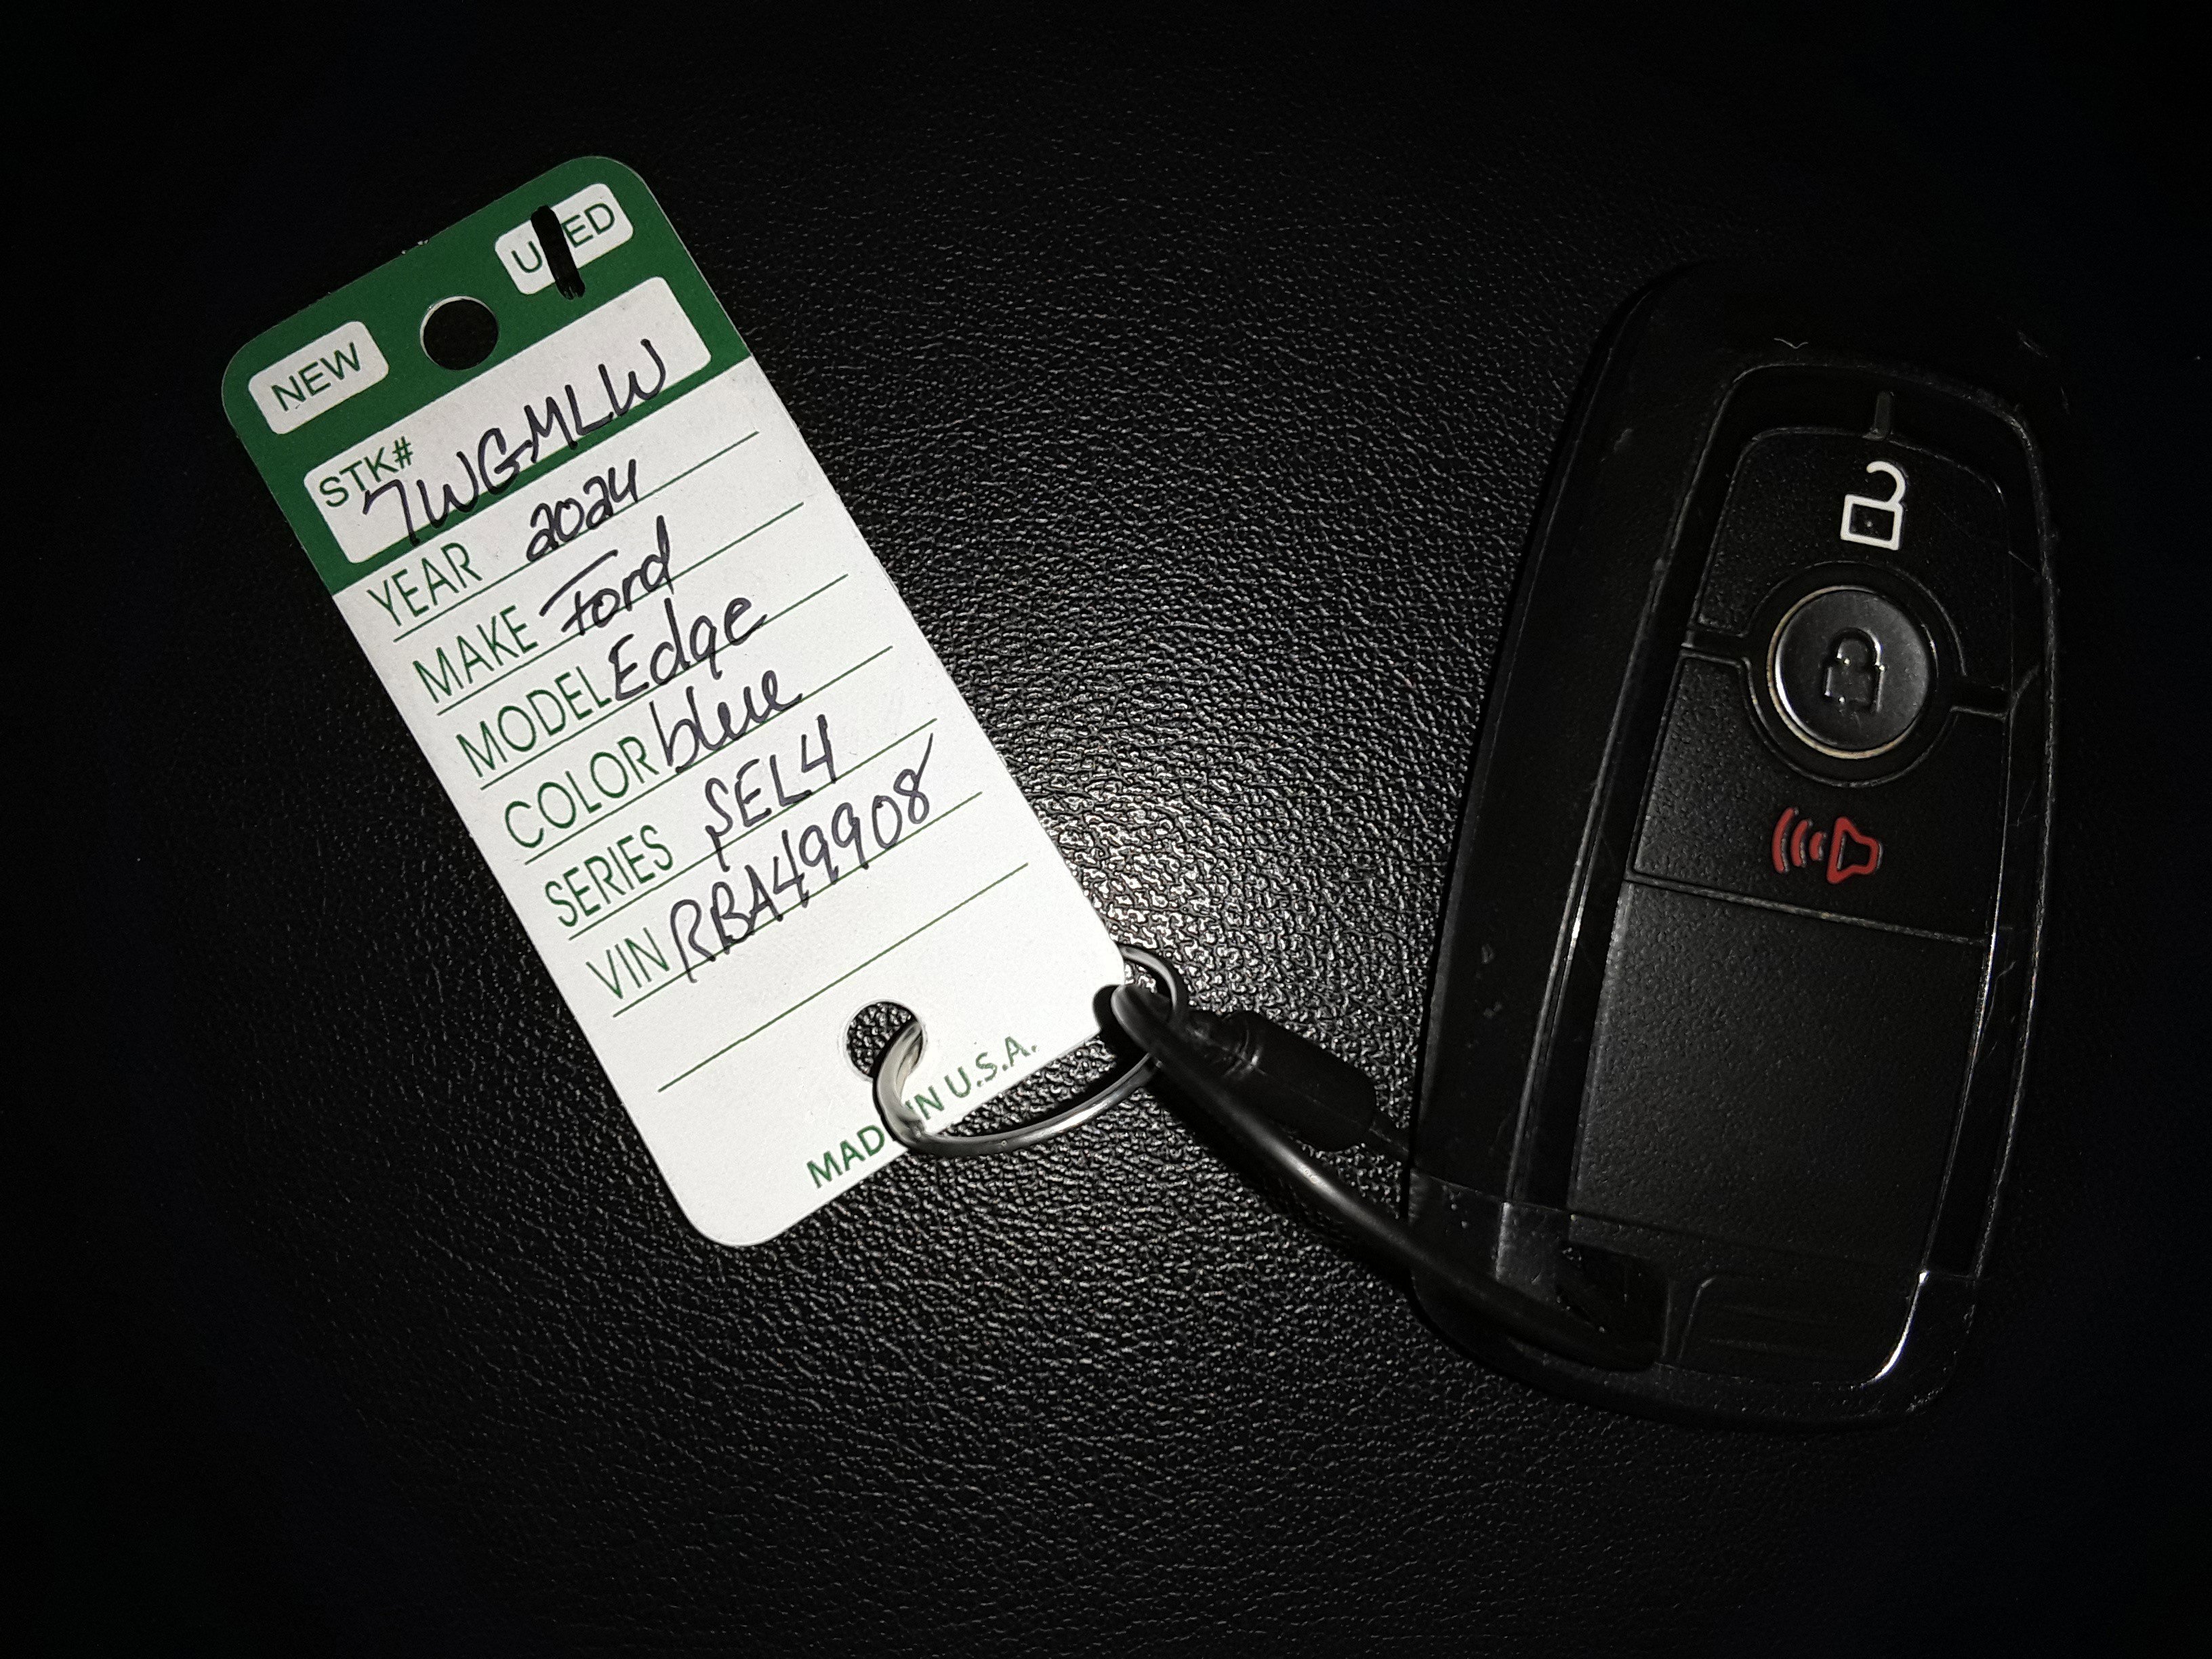 NEW USED
STK# 7WGMLW
YEAR 2024
MAKE Ford
MODEL Edge
COLOR blue
SERIES SEL4
VIN RBA49908
MADE IN U.S.A.